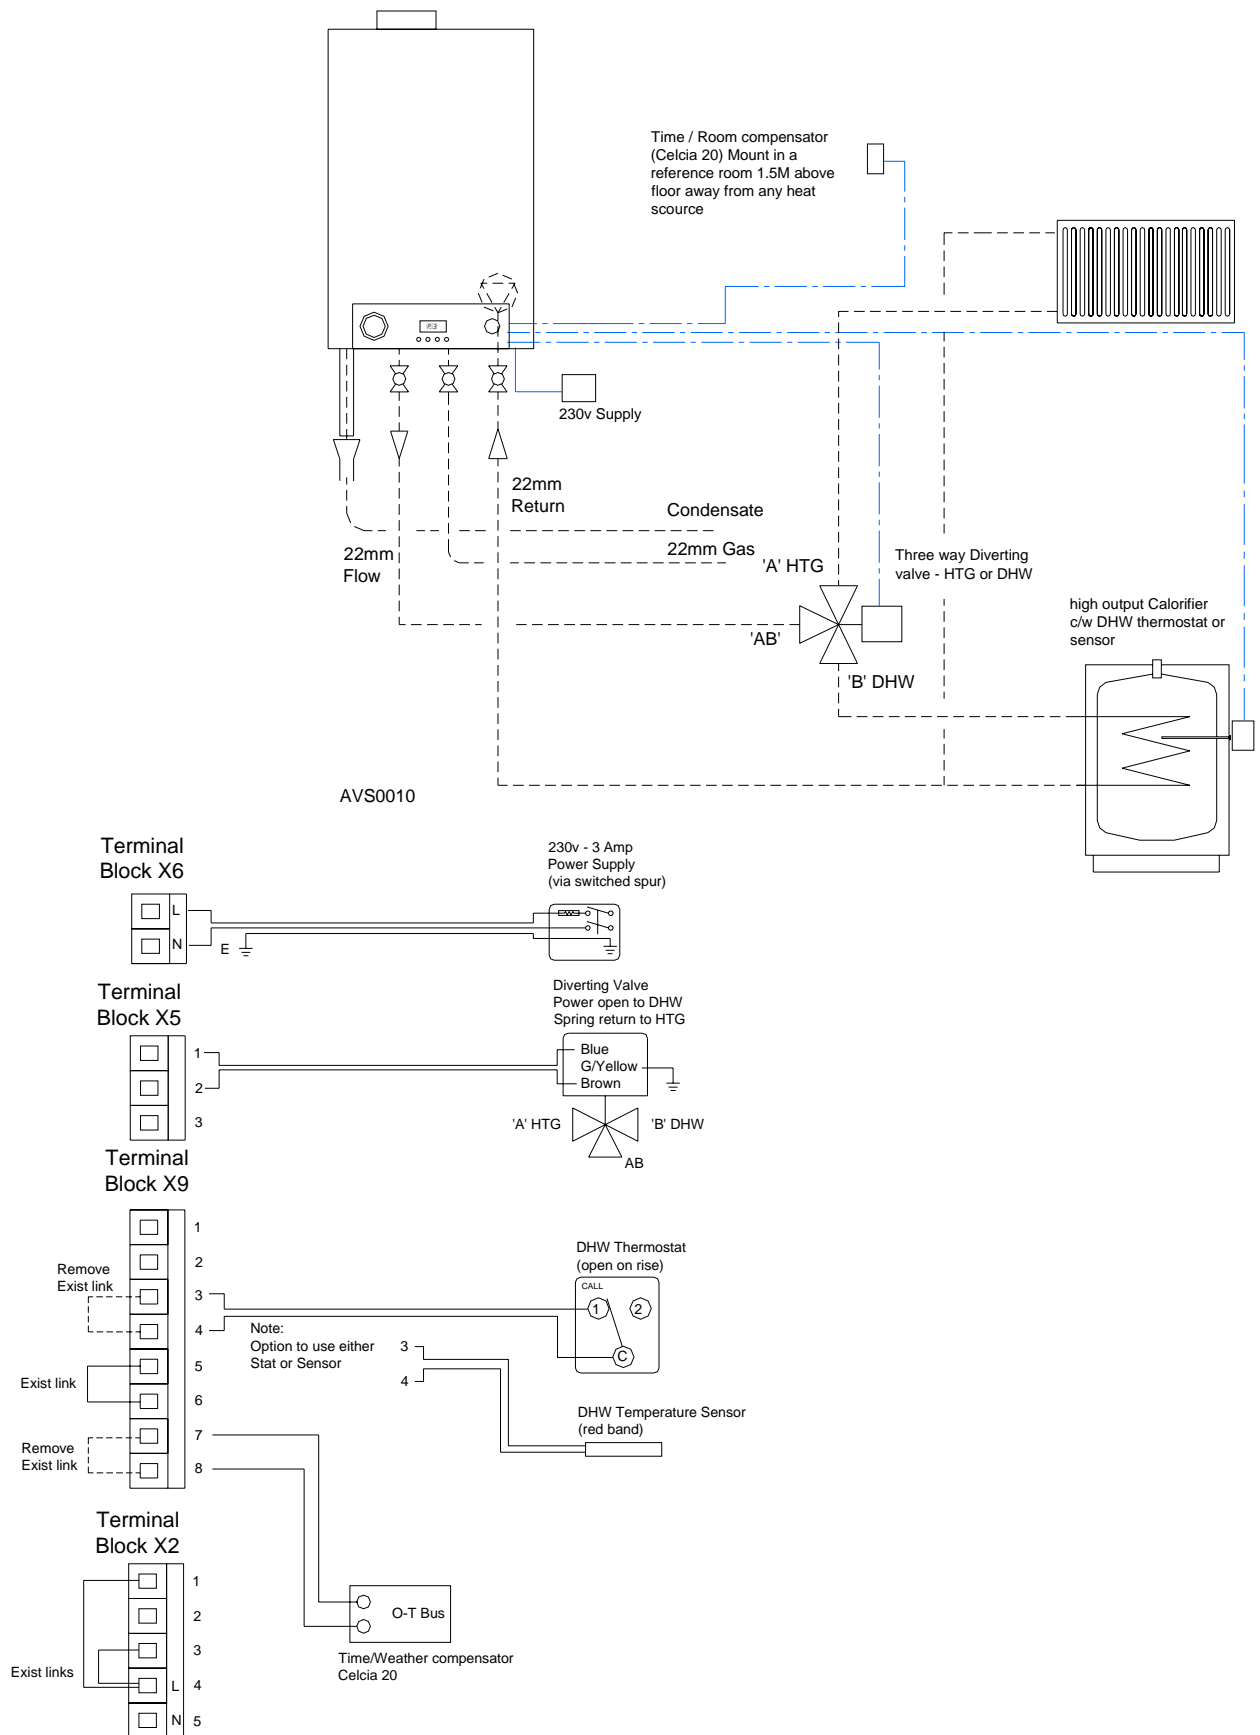 Time / Room compensator
(Celcia 20) Mount in a
reference room 1.5M above
floor away from any heat
scource
230v Supply
22mm
Return
Condensate
22mm Gas
22mm
Flow
'A' HTG
Three way Diverting
valve - HTG or DHW
'AB'
'B' DHW
high output Calorifier
c/w DHW thermostat or
sensor
AVS0010
Terminal
Block X6
L
N
E
230v - 3 Amp
Power Supply
(via switched spur)
Terminal
Block X5
1
2
3
Diverting Valve
Power open to DHW
Spring return to HTG
Blue
G/Yellow
Brown
'A' HTG
'B' DHW
AB
Terminal
Block X9
1
2
3
4
5
6
7
8
Remove
Exist link
Exist link
Remove
Exist link
Note:
Option to use either
Stat or Sensor
3
4
DHW Thermostat
(open on rise)
CALL
1
2
C
DHW Temperature Sensor
(red band)
Terminal
Block X2
1
2
3
L 4
N 5
Exist links
O-T Bus
Time/Weather compensator
Celcia 20